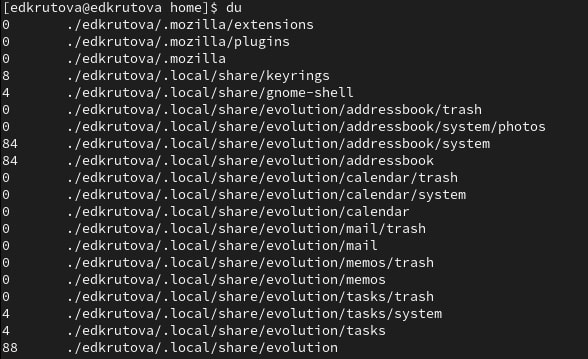 [edkrutova@edkrutova home]$ du
0	./edkrutova/.mozilla/extensions
0	./edkrutova/.mozilla/plugins
0	./edkrutova/.mozilla
8	./edkrutova/.local/share/keyrings
4	./edkrutova/.local/share/gnome-shell
0	./edkrutova/.local/share/evolution/addressbook/trash
0	./edkrutova/.local/share/evolution/addressbook/system/photos
84	./edkrutova/.local/share/evolution/addressbook/system
84	./edkrutova/.local/share/evolution/addressbook
0	./edkrutova/.local/share/evolution/calendar/trash
0	./edkrutova/.local/share/evolution/calendar/system
0	./edkrutova/.local/share/evolution/calendar
0	./edkrutova/.local/share/evolution/mail/trash
0	./edkrutova/.local/share/evolution/mail
0	./edkrutova/.local/share/evolution/memos/trash
0	./edkrutova/.local/share/evolution/memos
0	./edkrutova/.local/share/evolution/tasks/trash
4	./edkrutova/.local/share/evolution/tasks/system
4	./edkrutova/.local/share/evolution/tasks
88	./edkrutova/.local/share/evolution